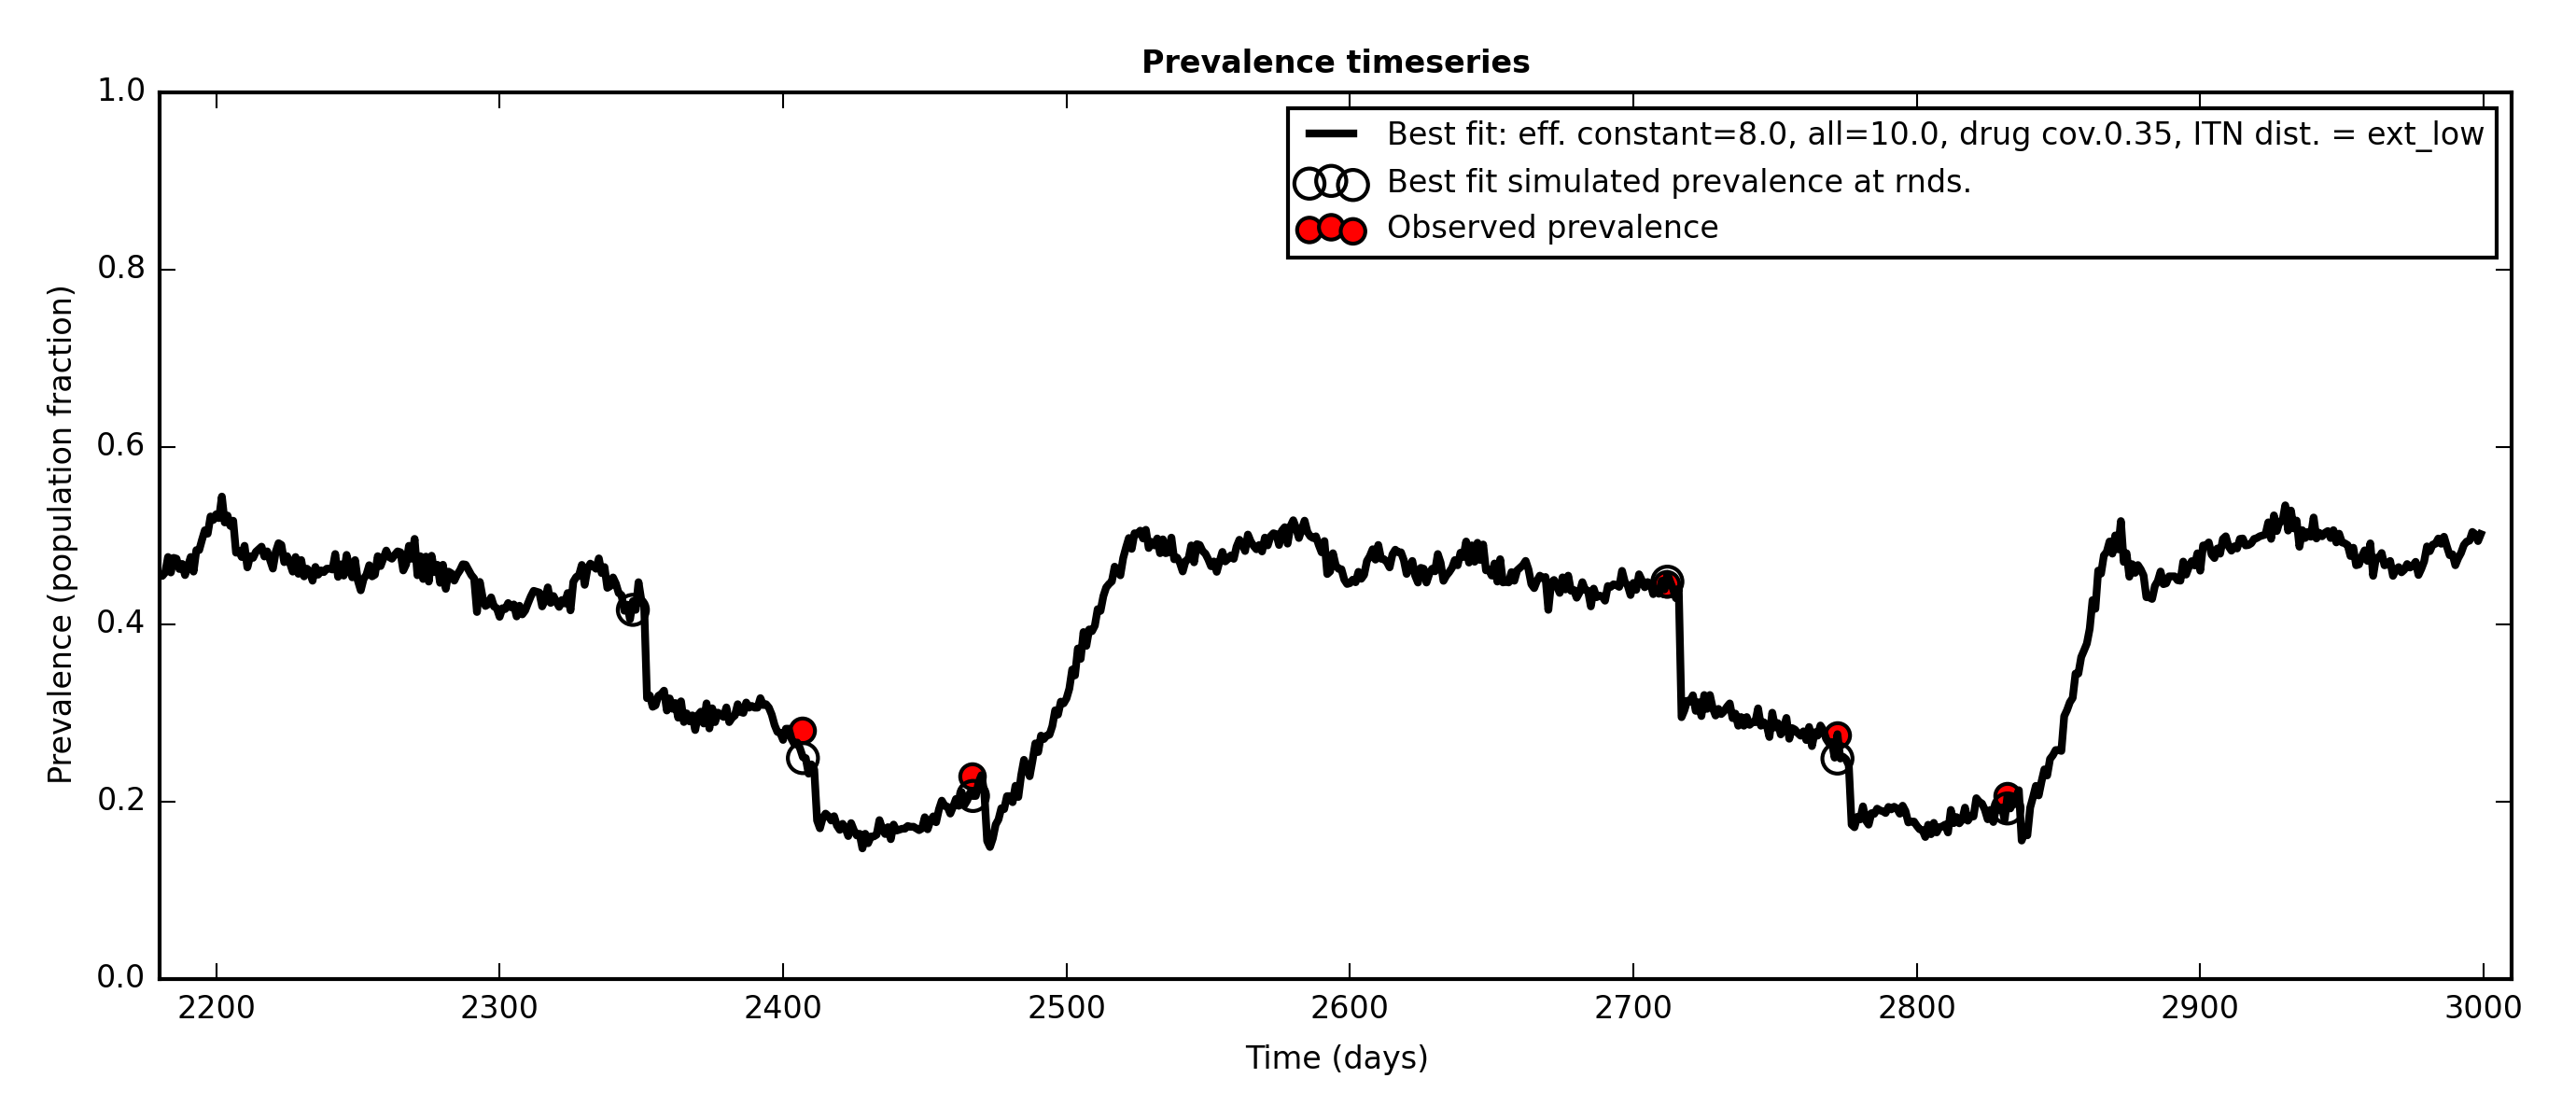 Prevalence timeseries
1.0
0.8
0.6
0.4
0.2
0.0
Prevalence (population fraction)
Best fit: eff. constant=8.0, all=10.0, drug cov.0.35, ITN dist. = ext_low
Best fit simulated prevalence at rnds.
Observed prevalence
2200 2300 2400 2500 2600 2700 2800 2900 3000
Time (days)